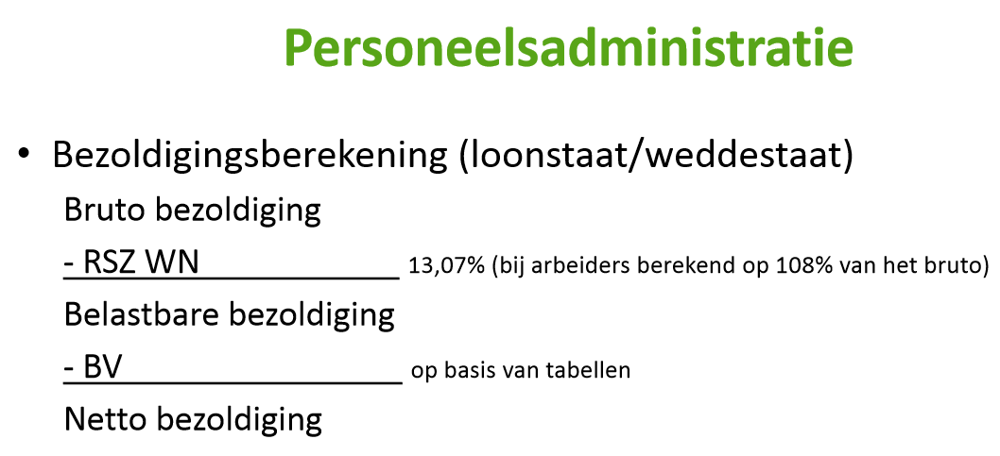 Personeelsadministratie
• Bezoldigingsberekening (loonstaat/weddestaat)
Bruto bezoldiging
- RSZ WN 13,07% (bij arbeiders berekend op 108% van het bruto)
Belastbare bezoldiging
- BV op basis van tabellen
Netto bezoldiging